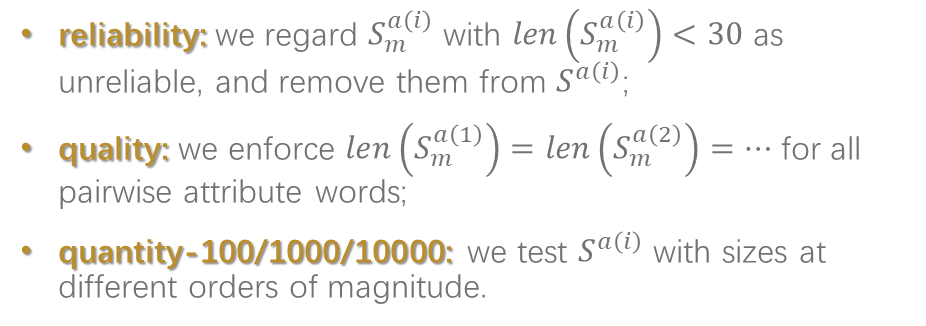 • reliability: we regard $S_m^{a(i)}$ with $len\left(S_m^{a(i)}\right) < 30$ as
unreliable, and remove them from $S^{a(i)}$;
• quality: we enforce $len\left(S_m^{a(1)}\right) = len\left(S_m^{a(2)}\right) = \cdots$ for all
pairwise attribute words;
• quantity-100/1000/10000: we test $S^{a(i)}$ with sizes at
different orders of magnitude.